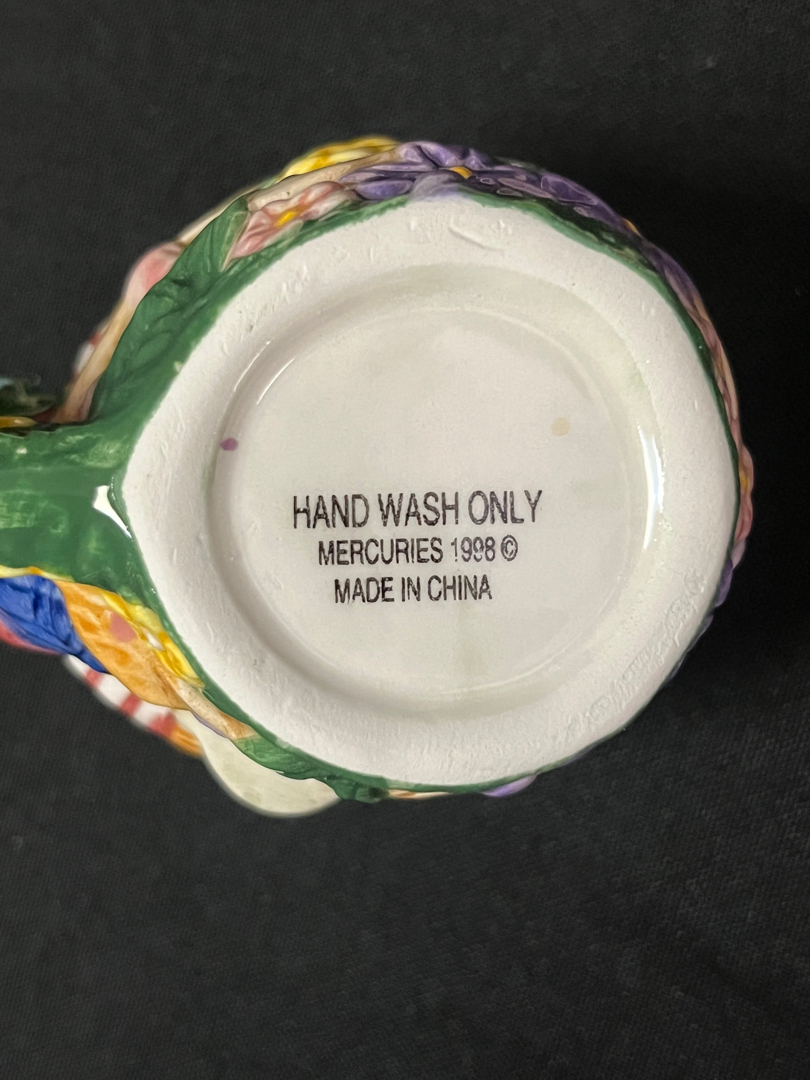 HAND WASH ONLY
MERCURIES 1998 ©
MADE IN CHINA